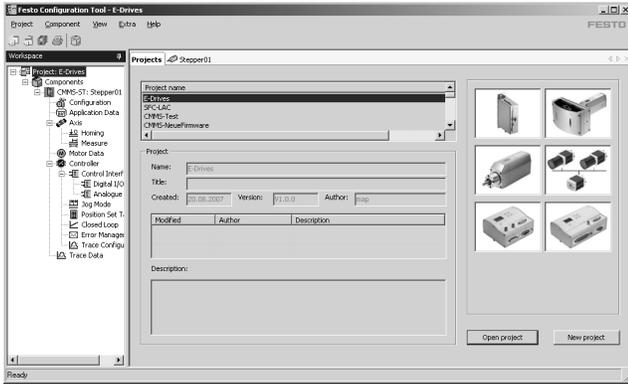 Festo Configuration Tool - E-Drives
Project Component View Extra Help
FESTO
Workspace
Project: E-Drives
Components
CMMS-ST: Stepper01
Configuration
Application Data
Axis
Homing
Measure
Motor Data
Controller
Control Interf
Digital I/O
Analogue
Jog Mode
Position Set Ta
Closed Loop
Error Managem
Trace Configu
Trace Data
Projects Stepper01
Project name
E-Drives
SFC-LAC
CMMS-Test
CMMS-NeueFirmware
Project
Name: E-Drives
Title:
Created: 20.08.2007 Version: V1.0.0 Author: map
Modified Author Description
Description:
Open project New project
Ready